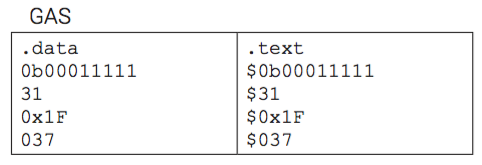 GAS
.data .text
0b00011111 $0b00011111
31 $31
0x1F $0x1F
037 $037